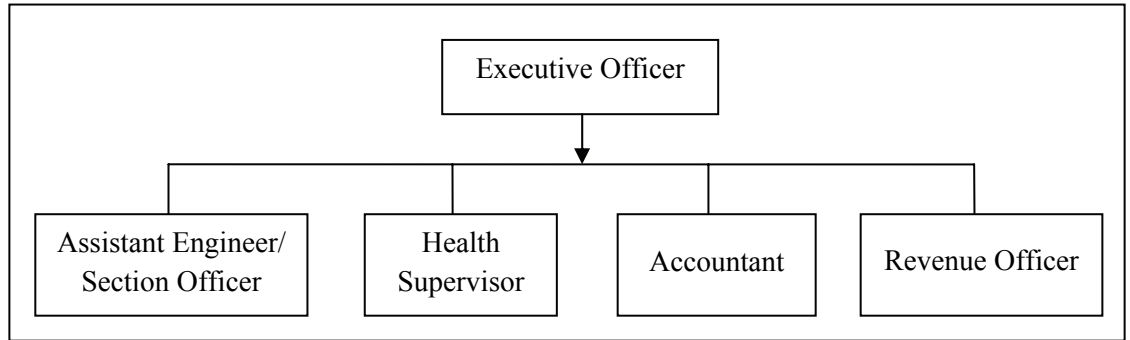 Executive Officer
Assistant Engineer/
Section Officer
Health
Supervisor
Accountant
Revenue Officer